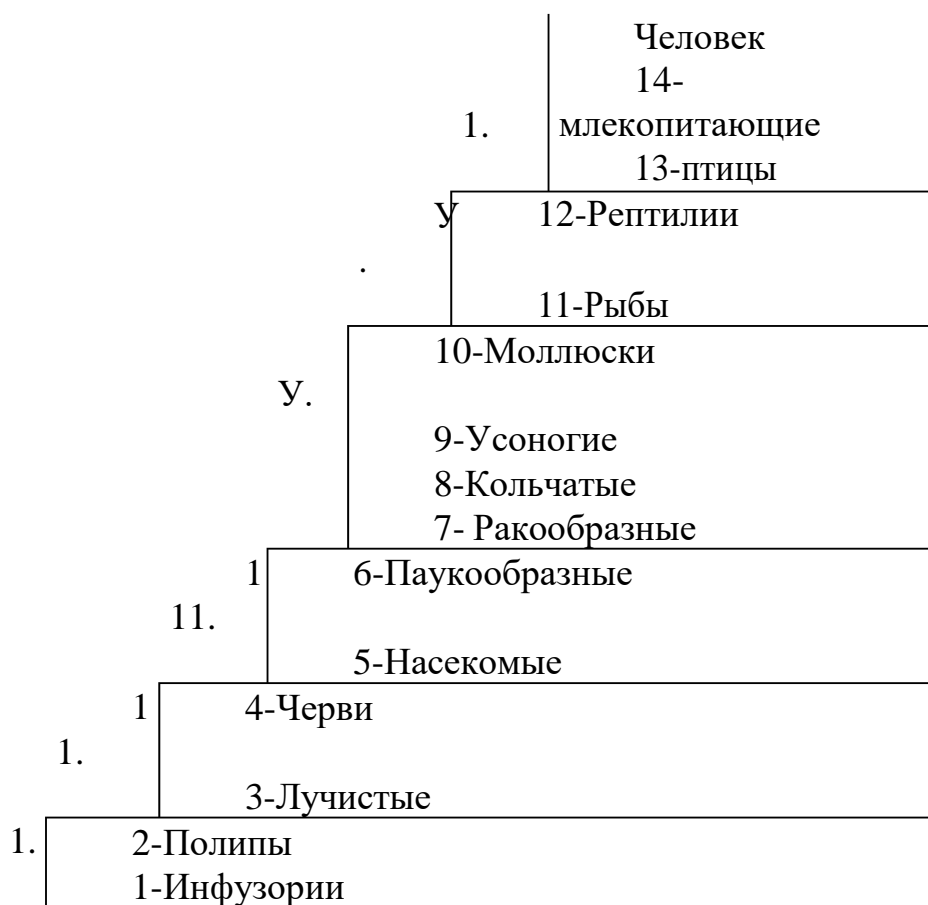 Человек
14-
1. млекопитающие
13-птицы
У 12-Рептилии
.
11-Рыбы
10-Моллюски
У.
9-Усоногие
8-Кольчатые
7- Ракообразные
1 6-Паукообразные
11.
5-Насекомые
1 4-Черви
1.
3-Лучистые
1. 2-Полипы
1-Инфузории